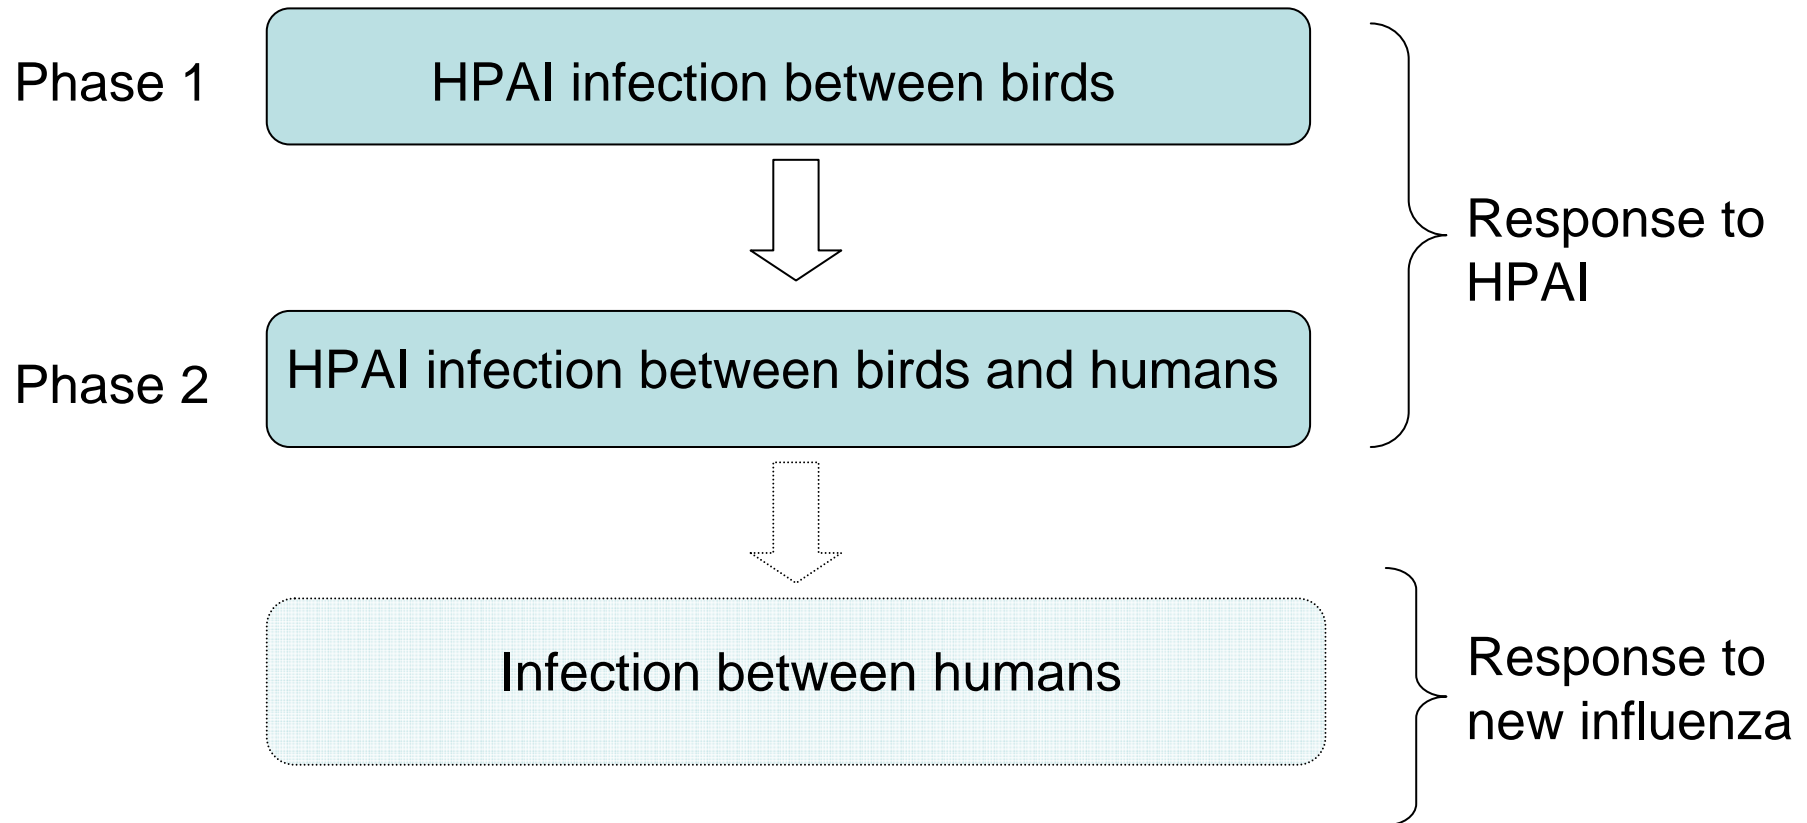 Phase 1
HPAI infection between birds
Response to
HPAI
Phase 2
HPAI infection between birds and humans
Infection between humans
Response to
new influenza